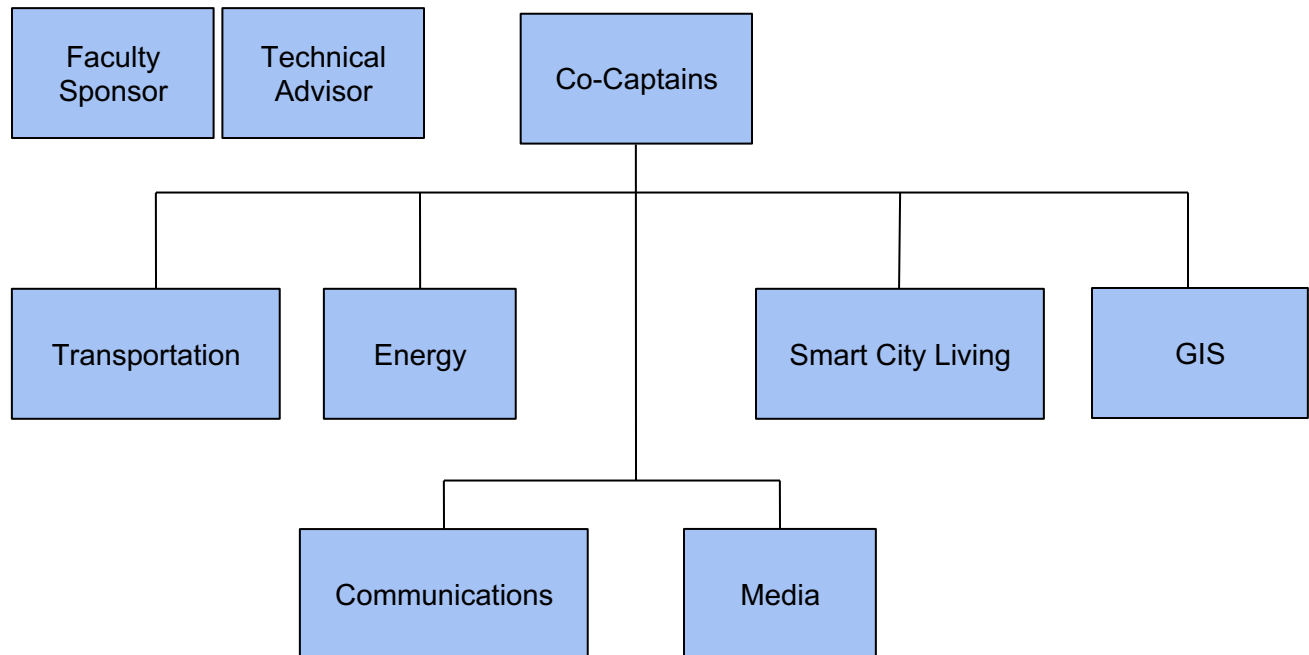 Faculty
Sponsor
Technical
Advisor
Co-Captains
Transportation
Energy
Smart City Living
GIS
Communications
Media